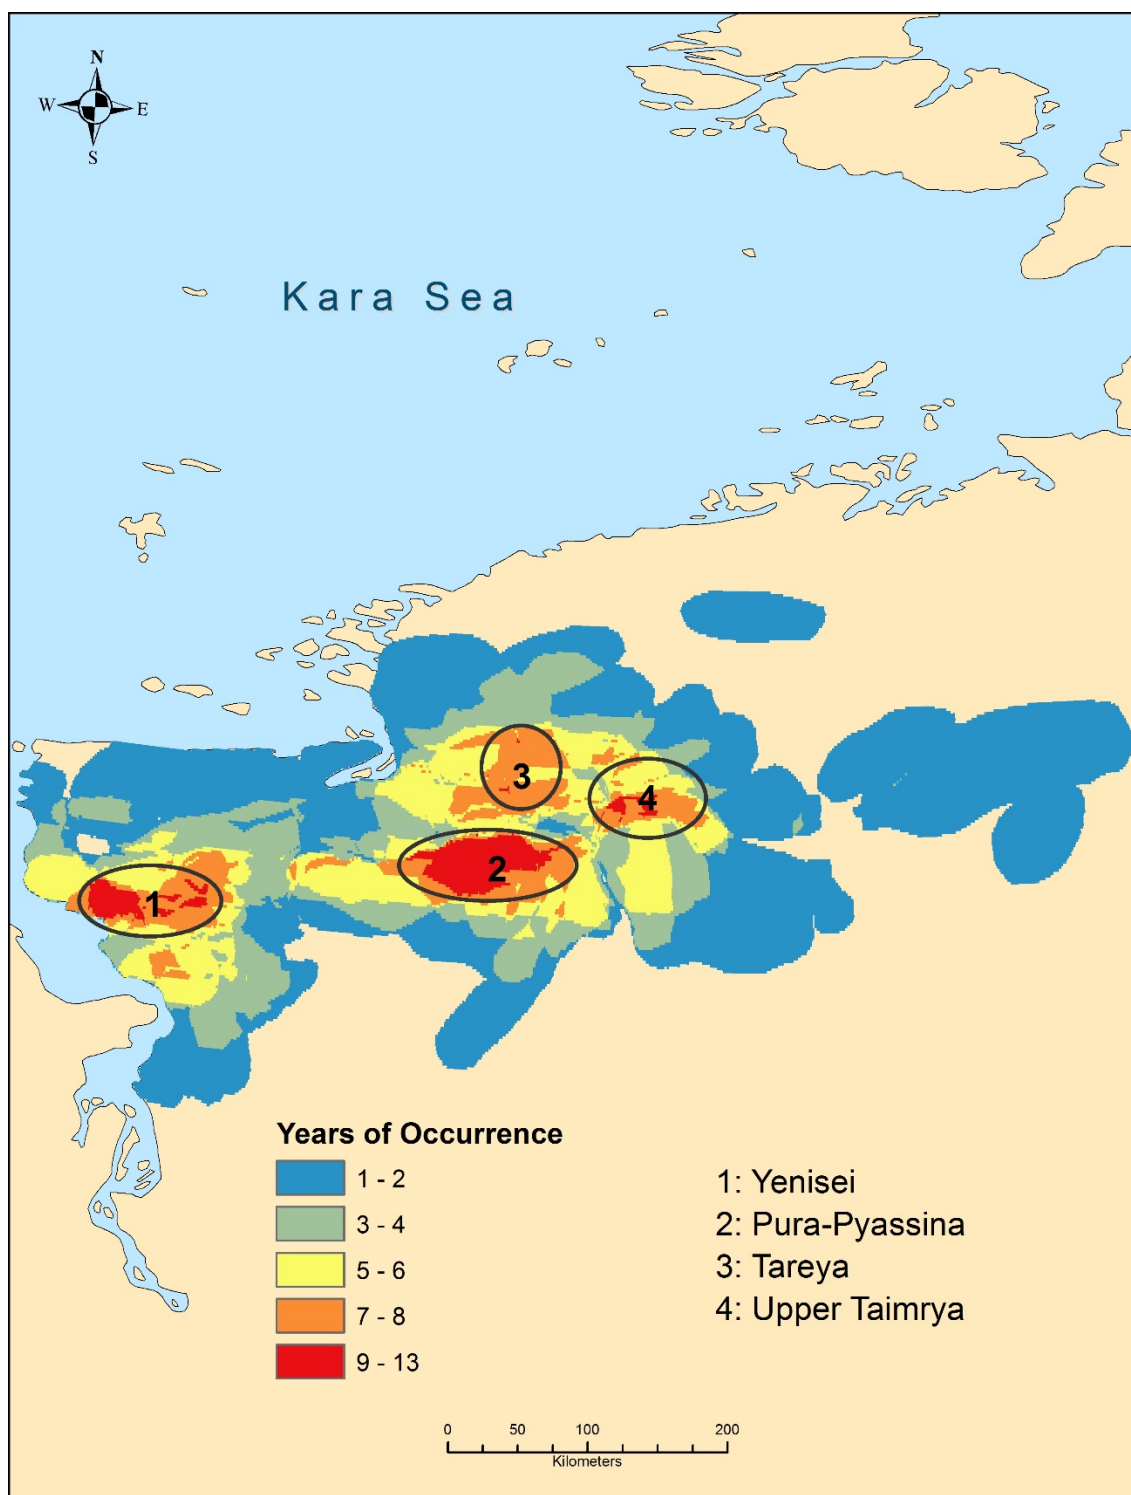 N
W E
S
Kara Sea
3
4
2
1
Years of Occurrence
1 - 2
3 - 4
5 - 6
7 - 8
9 - 13
1: Yenisei
2: Pura-Pyassina
3: Tareya
4: Upper Taimrya
0 50 100 200
Kilometers